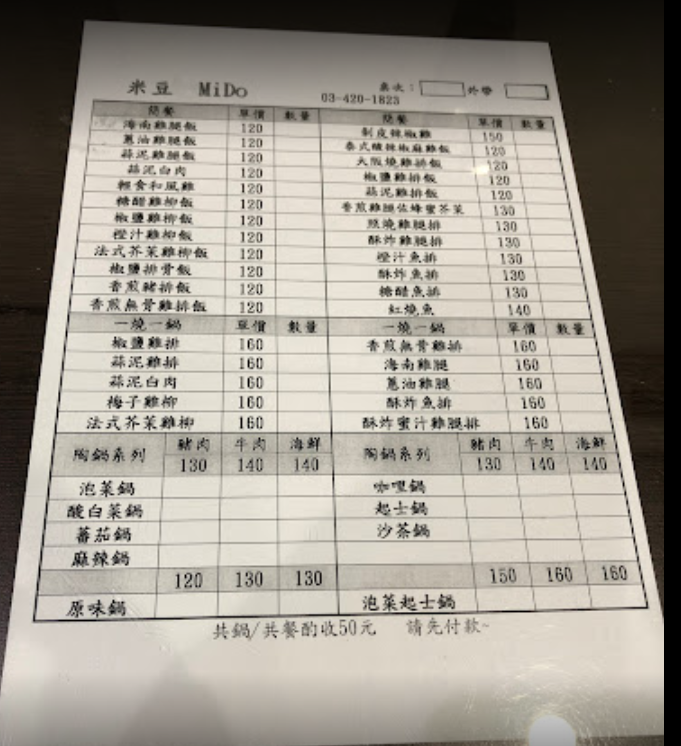 米豆 MiDo 03-420-1823 桌次： 外帶
簡餐 單價 數量 簡餐 單價 數量
海南雞腿飯 120 剝皮辣椒雞 150
蔥油雞腿飯 120 泰式酸辣椒麻雞飯 120
蒜泥雞腿飯 120 大阪燒雞排飯 120
蒜泥白肉 120 椒鹽雞排飯 120
輕食和風雞 120 蒜泥雞排飯 120
糖醋雞柳飯 120 香煎雞腿佐蜂蜜芥茉 130
椒鹽雞柳飯 120 照燒雞腿排 130
橙汁雞柳飯 120 酥炸雞腿排 130
法式芥茉雞柳飯 120 橙汁魚排 130
椒鹽排骨飯 120 酥炸魚排 130
香煎豬排飯 120 糖醋魚排 130
香煎無骨雞排飯 120 紅燒魚 140
一燒一鍋 單價 數量 一燒一鍋 單價 數量
椒鹽雞排 160 香煎無骨雞排 160
蒜泥雞排 160 海南雞腿 160
蒜泥白肉 160 蔥油雞腿 160
梅子雞柳 160 酥炸魚排 160
法式芥茉雞柳 160 酥炸蜜汁雞腿排 160
陶鍋系列 豬肉 牛肉 海鮮 陶鍋系列 豬肉 牛肉 海鮮
130 140 140 130 140 140
泡菜鍋 咖哩鍋
酸白菜鍋 起士鍋
蕃茄鍋 沙茶鍋
麻辣鍋
120 130 130 150 160 160
原味鍋 泡菜起士鍋
共鍋/共餐酌收50元 請先付款~